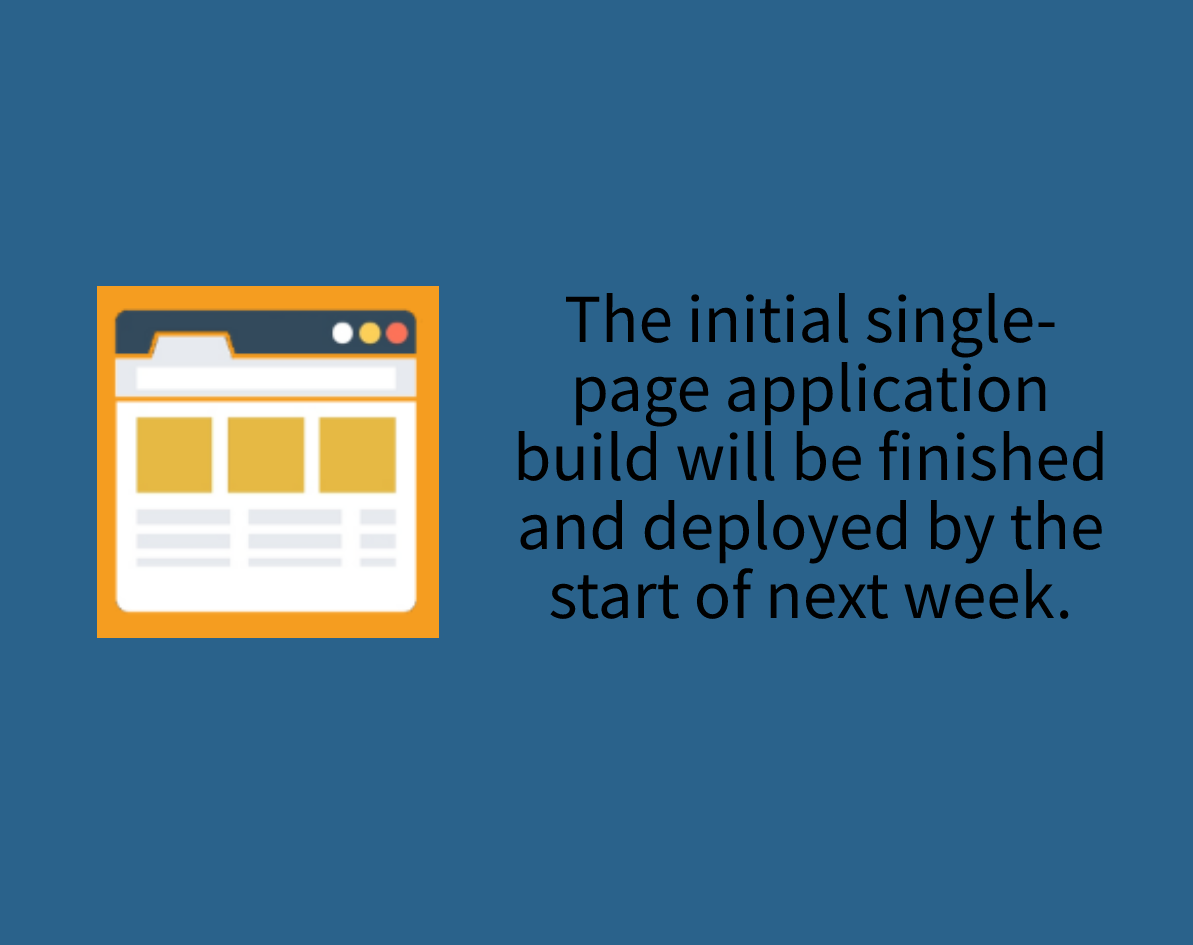 The initial single-
page application
build will be finished
and deployed by the
start of next week.